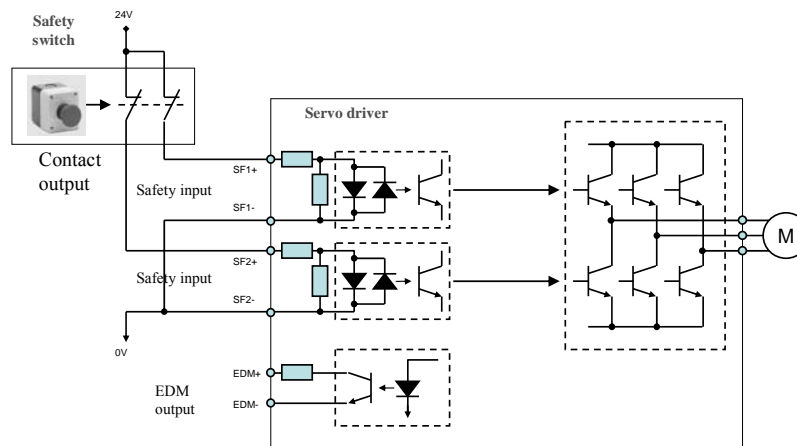 Safety
switch
24V
Servo driver
Contact
output
SF1+
Safety input
SF1-
SF2+
Safety input
SF2-
M
0V
EDM+
EDM
output
EDM-